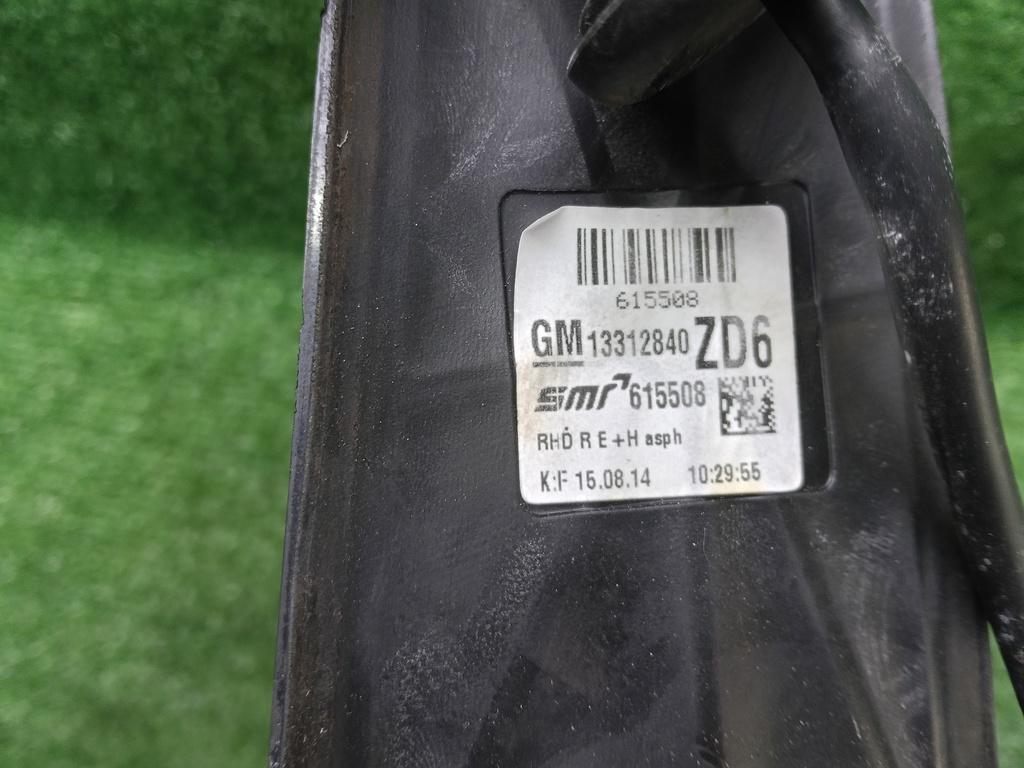 615508
GM 13312840 ZD6
smr 615508
RHD R E+H asph
K:F 15.08.14 10:29:55